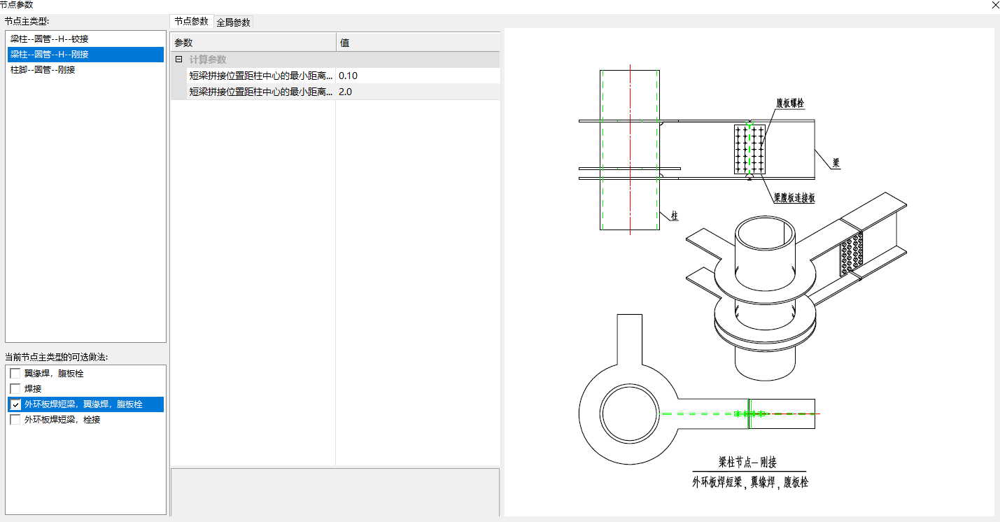 节点参数
节点主类型:
梁柱--圆管--H--铰接
梁柱--圆管--H--刚接
柱脚--圆管--刚接
当前节点主类型的可选做法:
翼缘焊，腹板栓
焊接
外环板焊短梁，翼缘焊，腹板栓
外环板焊短梁，栓接
节点参数 全局参数
参数 值
计算参数
短梁拼接位置距柱中心的最小距离... 0.10
短梁拼接位置距柱中心的最小距离... 2.0
腹板螺栓
梁
梁腹板连接板
柱
梁柱节点—刚接
外环板焊短梁，翼缘焊，腹板栓